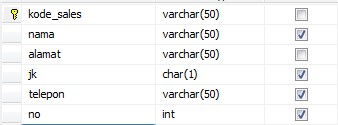 kode_sales varchar(50)
nama varchar(50)
alamat varchar(50)
jk char(1)
telepon varchar(50)
no int